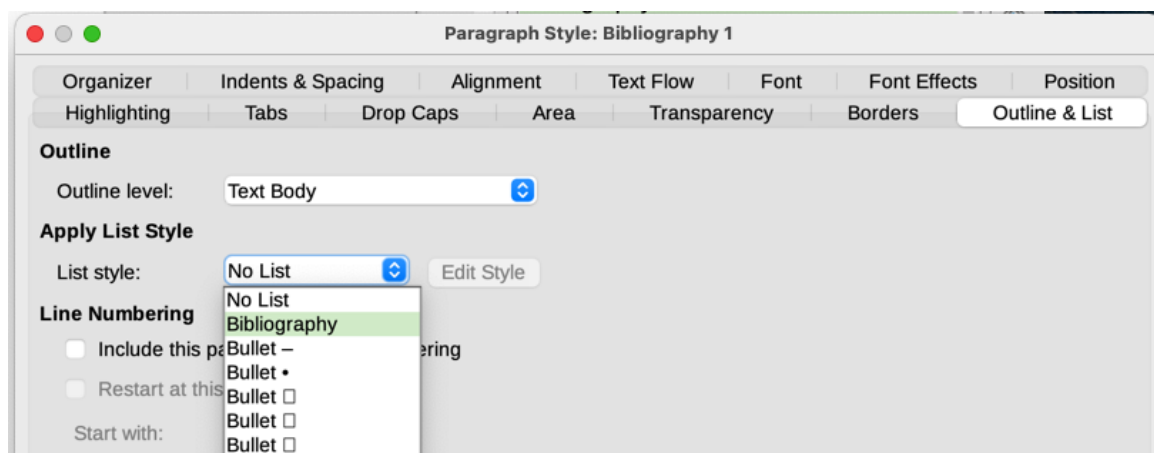 Paragraph Style: Bibliography 1
Organizer Indents & Spacing Alignment Text Flow Font Font Effects Position
Highlighting Tabs Drop Caps Area Transparency Borders Outline & List
Outline
Outline level: Text Body
Apply List Style
List style: No List Edit Style
No List
Line Numbering
Bibliography
Include this pa ering
Bullet –
Bullet •
Restart at this
Bullet □
Bullet □
Start with:
Bullet □